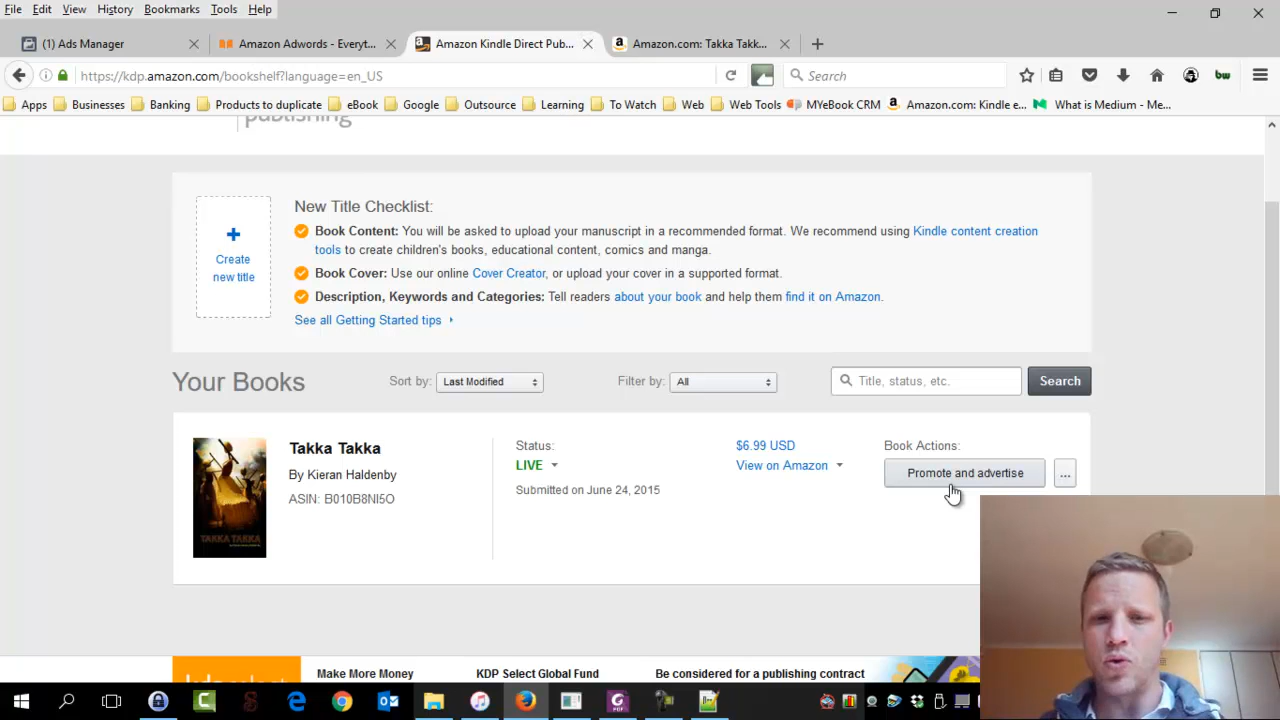 File Edit View History Bookmarks Tools Help
(1) Ads Manager
Amazon Adwords - Everyt...
Amazon Kindle Direct Pub...
Amazon.com: Takka Takk...
https://kdp.amazon.com/bookshelf?language=en_US
Search
Apps Businesses Banking Products to duplicate eBook Google Outsource Learning To Watch Web Web Tools MYeBook CRM Amazon.com: Kindle e... What is Medium - Me...
publishing
New Title Checklist:
+
Create
new title
Book Content: You will be asked to upload your manuscript in a recommended format. We recommend using Kindle content creation
tools to create children's books, educational content, comics and manga.
Book Cover: Use our online Cover Creator, or upload your cover in a supported format.
Description, Keywords and Categories: Tell readers about your book and help them find it on Amazon.
See all Getting Started tips
Your Books
Sort by: Last Modified
Filter by: All
Title, status, etc.
Search
TAKKA TAKKA
Takka Takka
By Kieran Haldenby
ASIN: B010B8NI5O
Status:
LIVE
Submitted on June 24, 2015
$6.99 USD
View on Amazon
Book Actions:
Promote and advertise
...
Make More Money
KDP Select Global Fund
Be considered for a publishing contract